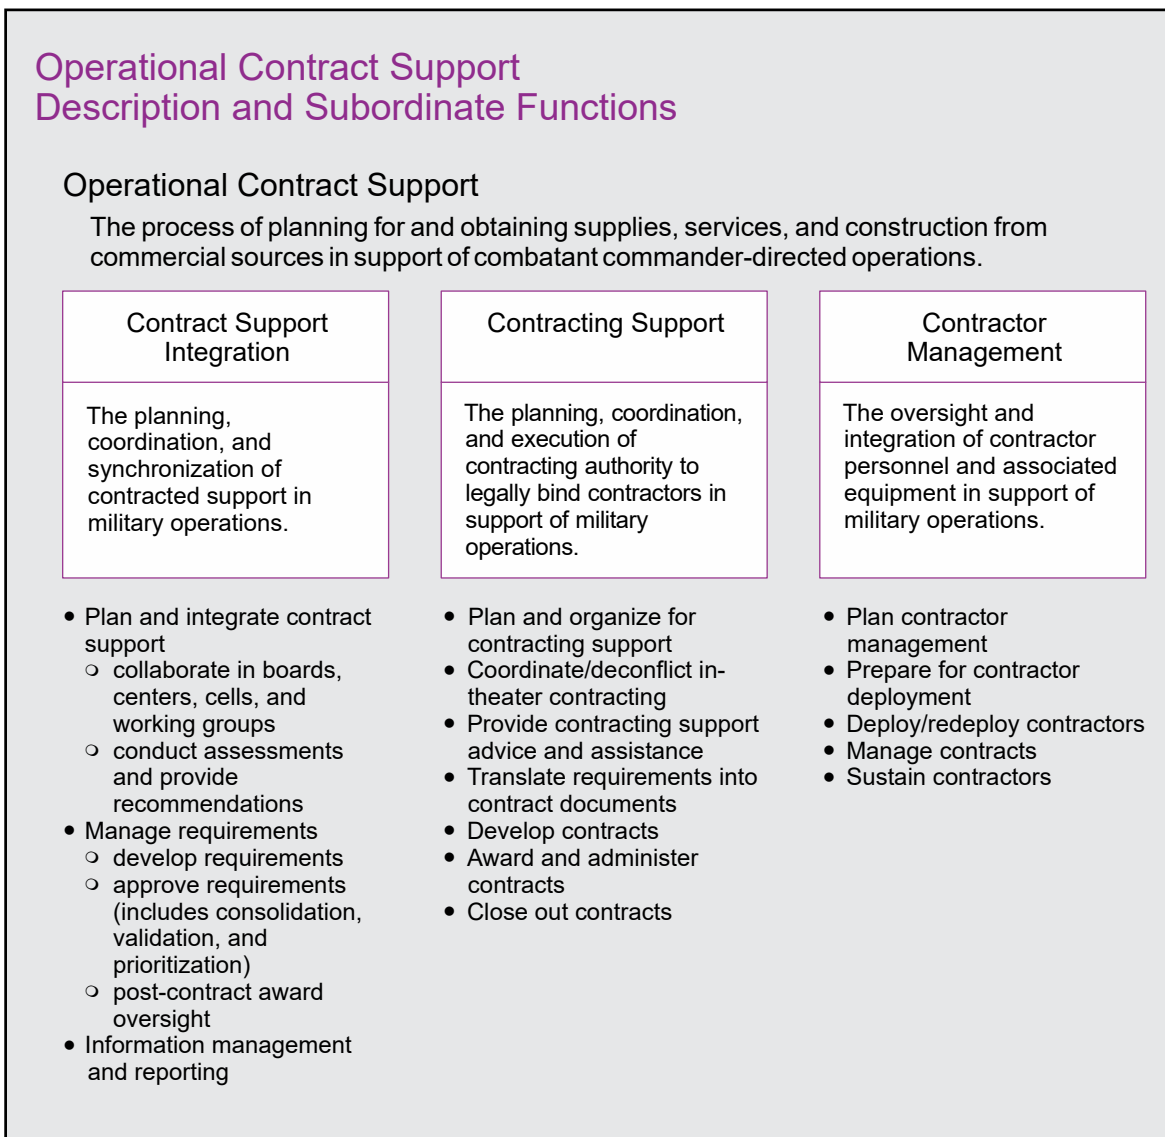 Operational Contract Support
Description and Subordinate Functions
Operational Contract Support
The process of planning for and obtaining supplies, services, and construction from
commercial sources in support of combatant commander-directed operations.
Contract Support
Integration
The planning,
coordination, and
synchronization of
contracted support in
military operations.
• Plan and integrate contract
support
○ collaborate in boards,
centers, cells, and
working groups
○ conduct assessments
and provide
recommendations
• Manage requirements
○ develop requirements
○ approve requirements
(includes consolidation,
validation, and
prioritization)
○ post-contract award
oversight
• Information management
and reporting
Contracting Support
The planning, coordination,
and execution of
contracting authority to
legally bind contractors in
support of military
operations.
• Plan and organize for
contracting support
• Coordinate/deconflict in-
theater contracting
• Provide contracting support
advice and assistance
• Translate requirements into
contract documents
• Develop contracts
• Award and administer
contracts
• Close out contracts
Contractor
Management
The oversight and
integration of contractor
personnel and associated
equipment in support of
military operations.
• Plan contractor
management
• Prepare for contractor
deployment
• Deploy/redeploy contractors
• Manage contracts
• Sustain contractors